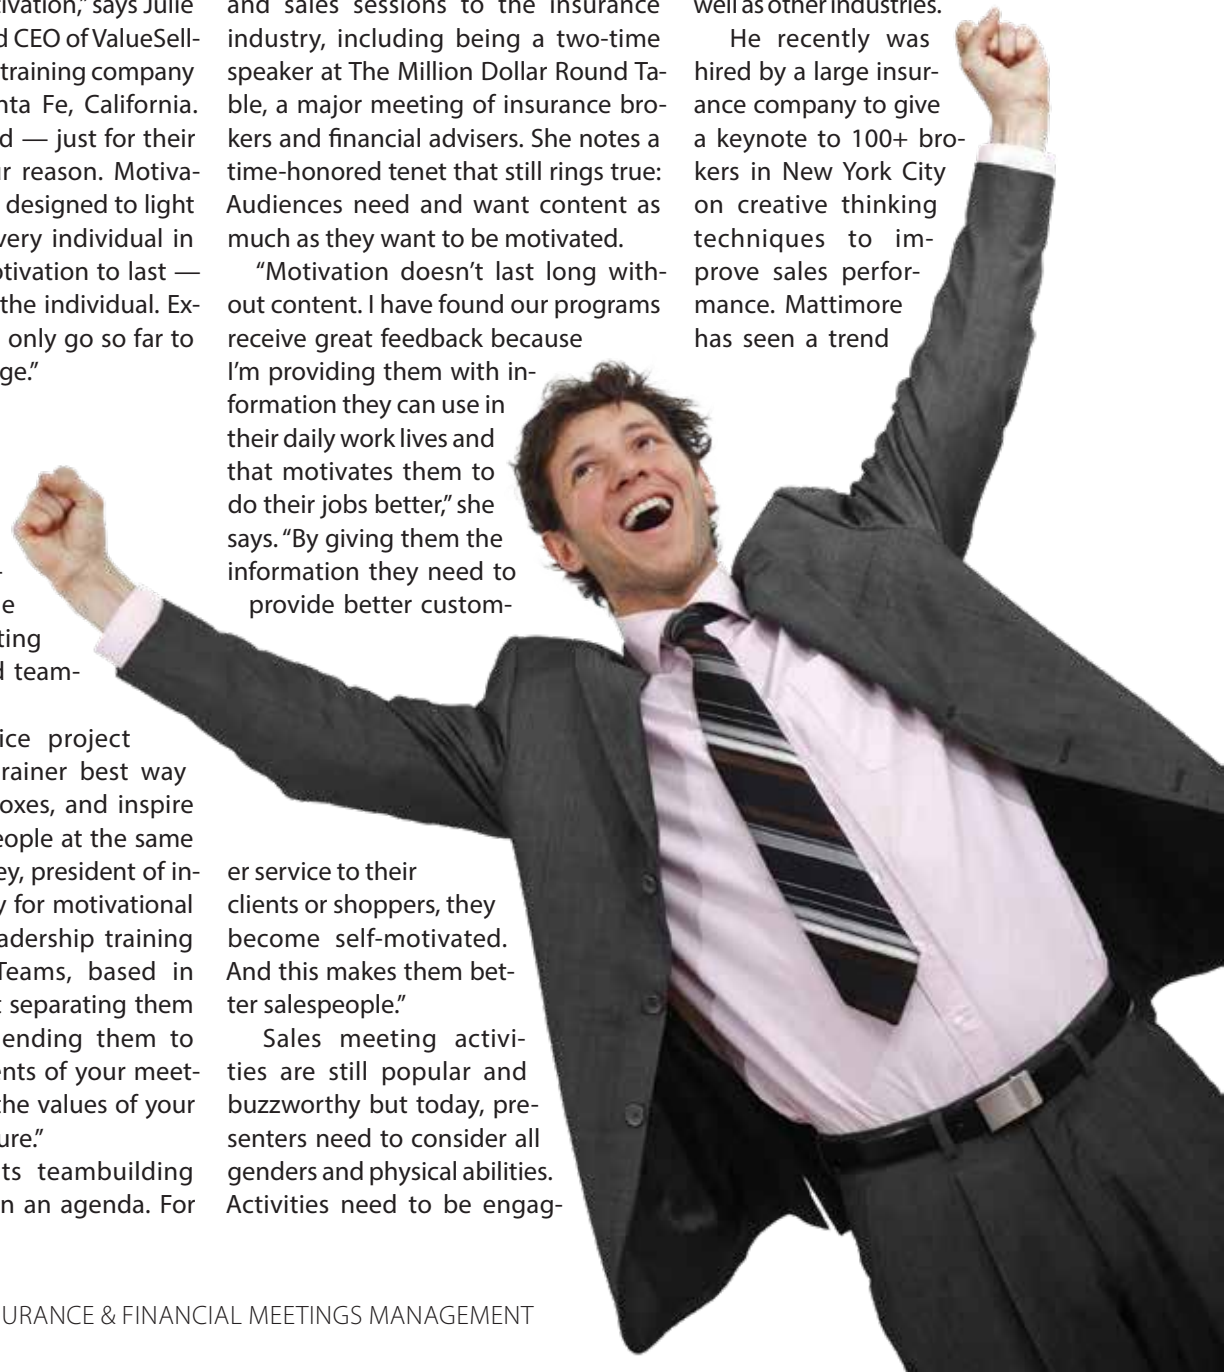 tivation,” says Julie
d CEO of ValueSell-
training company
nta Fe, California.
d — just for their
r reason. Motiva-
designed to light
very individual in
otivation to last —
the individual. Ex-
only go so far to
ge.”
-
e
ting
d team-
ice project
rainer best way
oxes, and inspire
eople at the same
ey, president of in-
y for motivational
adership training
Teams, based in
t separating them
ending them to
ents of your meet-
the values of your
ure.”
ts teambuilding
n an agenda. For
and sales sessions to the insurance
industry, including being a two-time
speaker at The Million Dollar Round Ta-
ble, a major meeting of insurance bro-
kers and financial advisers. She notes a
time-honored tenet that still rings true:
Audiences need and want content as
much as they want to be motivated.
“Motivation doesn’t last long with-
out content. I have found our programs
receive great feedback because
I’m providing them with in-
formation they can use in
their daily work lives and
that motivates them to
do their jobs better,” she
says. “By giving them the
information they need to
provide better custom-
er service to their
clients or shoppers, they
become self-motivated.
And this makes them bet-
ter salespeople.”
Sales meeting activi-
ties are still popular and
buzzworthy but today, pre-
senters need to consider all
genders and physical abilities.
Activities need to be engag-
well as other industries.
He recently was
hired by a large insur-
ance company to give
a keynote to 100+ bro-
kers in New York City
on creative thinking
techniques to im-
prove sales perfor-
mance. Mattimore
has seen a trend
URANCE & FINANCIAL MEETINGS MANAGEMENT